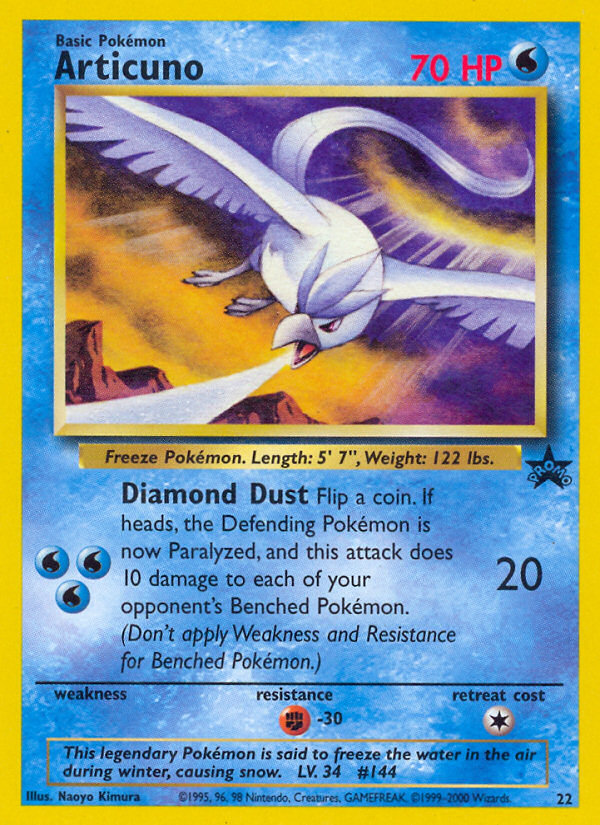 Basic Pokémon
Articuno
70 HP
Freeze Pokémon. Length: 5' 7", Weight: 122 lbs.
PROMO
Diamond Dust Flip a coin. If
heads, the Defending Pokémon is
now Paralyzed, and this attack does
10 damage to each of your
opponent's Benched Pokémon.
(Don't apply Weakness and Resistance
for Benched Pokémon.)
20
weakness
resistance
retreat cost
-30
This legendary Pokémon is said to freeze the water in the air
during winter, causing snow. LV. 34 #144
Illus. Naoyo Kimura
©1995, 96, 98 Nintendo, Creatures, GAMEFREAK. ©1999-2000 Wizards.
22